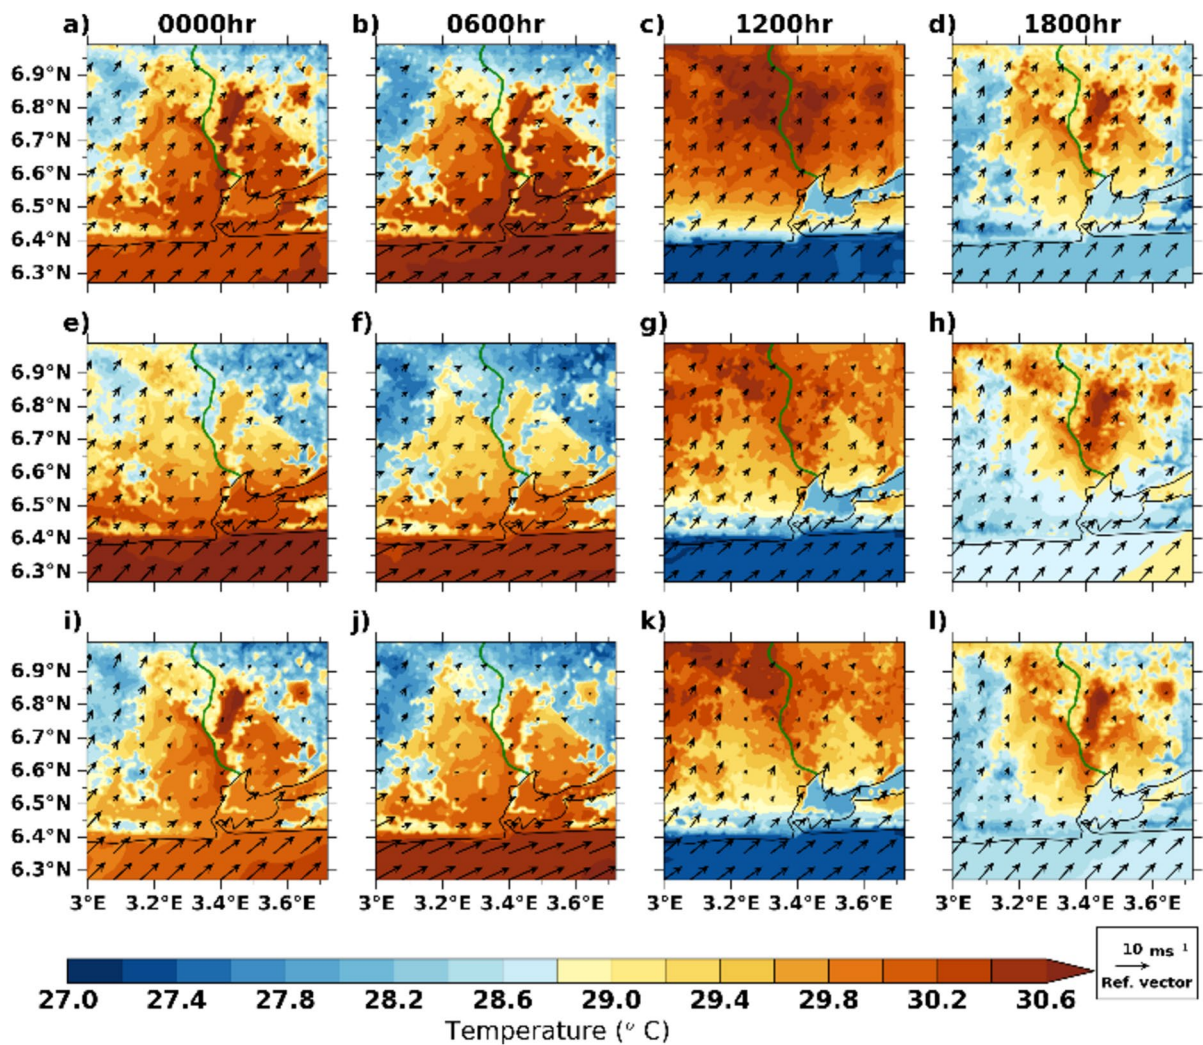 a) 0000hr b) 0600hr c) 1200hr d) 1800hr
6.9°N
6.8°N
6.7°N
6.6°N
6.5°N
6.4°N
6.3°N
e) f) g) h)
6.9°N
6.8°N
6.7°N
6.6°N
6.5°N
6.4°N
6.3°N
i) j) k) l)
6.9°N
6.8°N
6.7°N
6.6°N
6.5°N
6.4°N
6.3°N
3°E 3.2°E 3.4°E 3.6°E 3°E 3.2°E 3.4°E 3.6°E 3°E 3.2°E 3.4°E 3.6°E 3°E 3.2°E 3.4°E 3.6°E
10 ms ¹
Ref. vector
27.0 27.4 27.8 28.2 28.6 29.0 29.4 29.8 30.2 30.6
Temperature (° C)